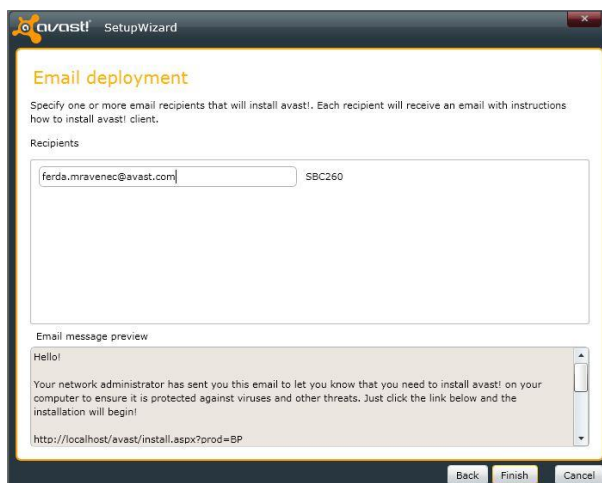 avast! SetupWizard
Email deployment
Specify one or more email recipients that will install avast!. Each recipient will receive an email with instructions
how to install avast! client.
Recipients
ferda.mravenec@avast.com SBC260
Email message preview
Hello!
Your network administrator has sent you this email to let you know that you need to install avast! on your
computer to ensure it is protected against viruses and other threats. Just click the link below and the
installation will begin!
http://localhost/avast/install.aspx?prod=BP
Back Finish Cancel